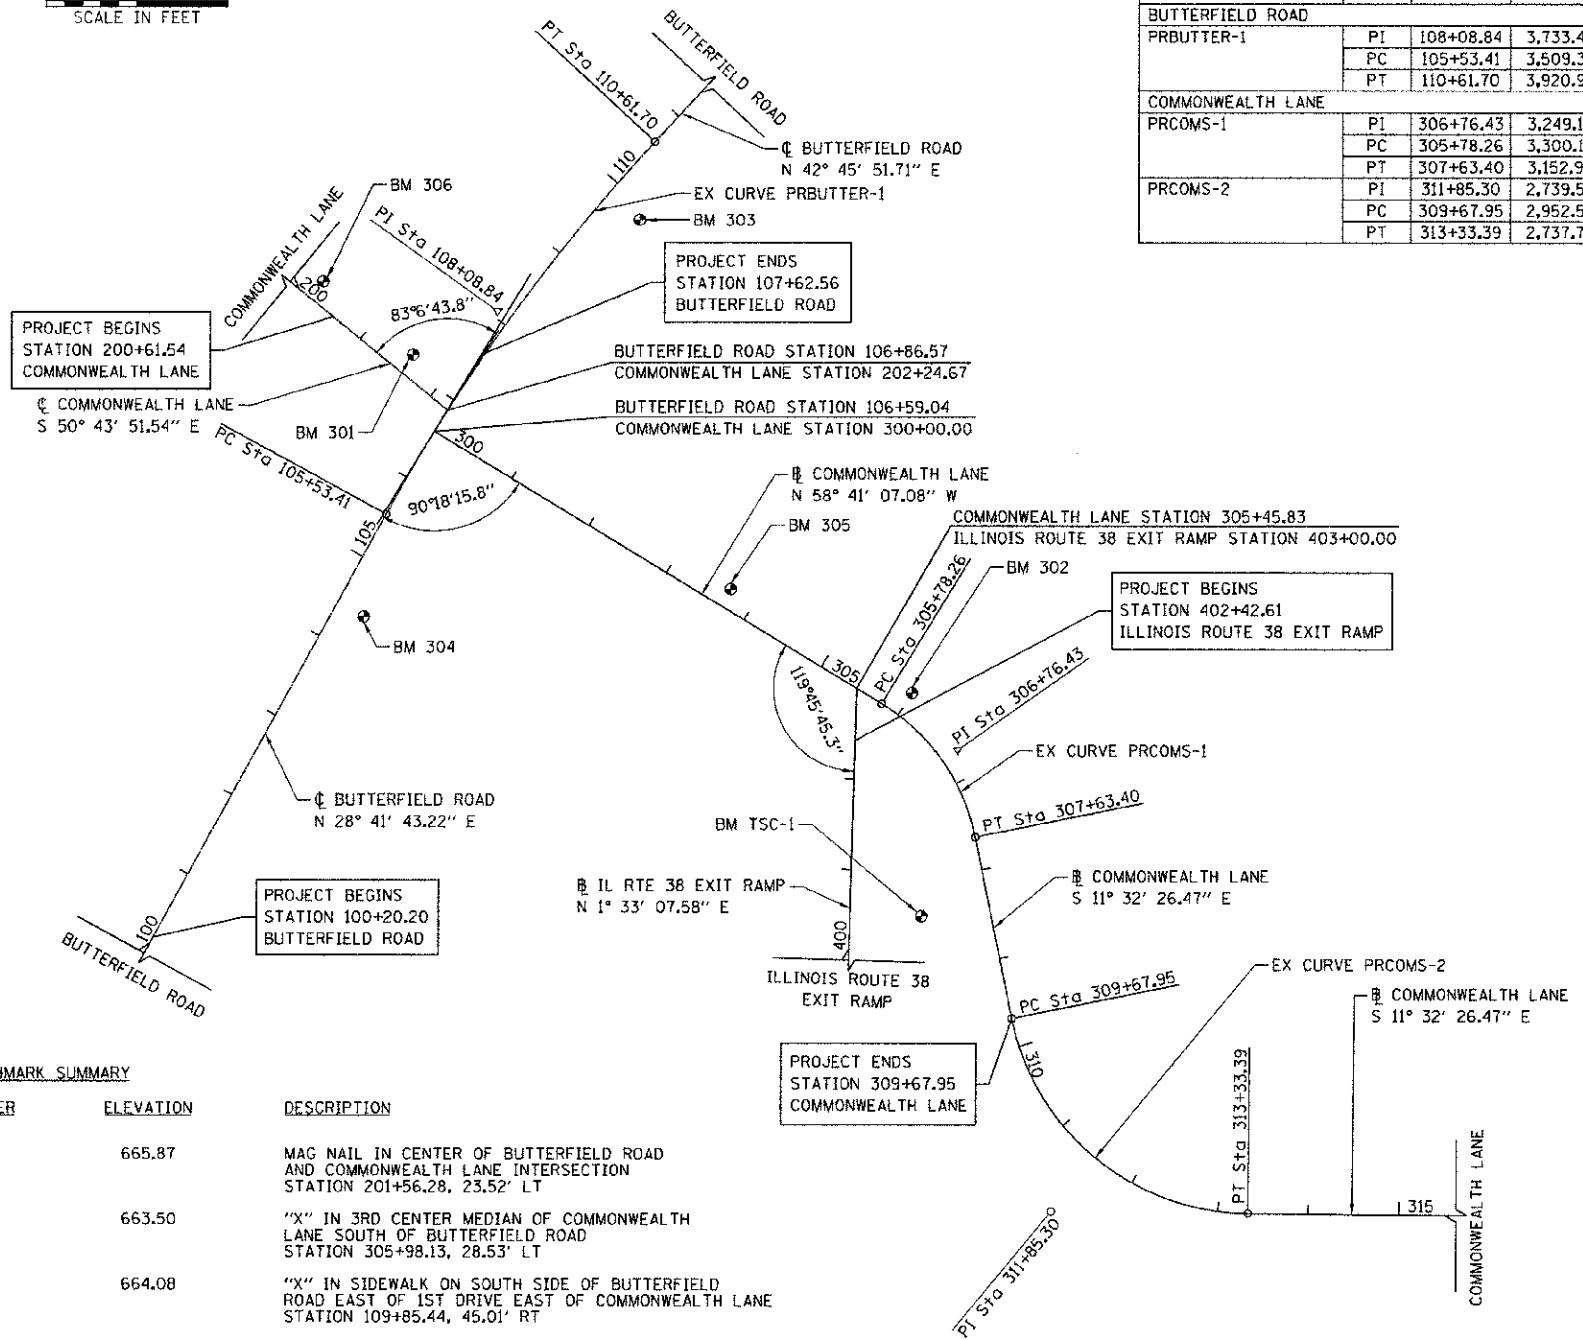 SCALE IN FEET
BUTTERFIELD ROAD
PRBUTTER-1 PI 108+08.84 3,733.4
PC 105+53.41 3,509.3
PT 110+61.70 3,920.9
COMMONWEALTH LANE
PRCOMS-1 PI 306+76.43 3,249.1
PC 305+78.26 3,300.1
PT 307+63.40 3,152.9
PRCOMS-2 PI 311+85.30 2,739.5
PC 309+67.95 2,952.5
PT 313+33.39 2,737.7
PT Sta 110+61.70
BUTTERFIELD ROAD
110
℄ BUTTERFIELD ROAD
N 42° 45' 51.71" E
EX CURVE PRBUTTER-1
BM 303
BM 306
COMMONWEALTH LANE
200
PI Sta 108+08.84
83°6'43.8"
PROJECT ENDS
STATION 107+62.56
BUTTERFIELD ROAD
PROJECT BEGINS
STATION 200+61.54
COMMONWEALTH LANE
BUTTERFIELD ROAD STATION 106+86.57
COMMONWEALTH LANE STATION 202+24.67
℄ COMMONWEALTH LANE
S 50° 43' 51.54" E
BM 301
BUTTERFIELD ROAD STATION 106+59.04
COMMONWEALTH LANE STATION 300+00.00
300
PC Sta 105+53.41
90°18'15.8"
105
BM 304
℄ BUTTERFIELD ROAD
N 28° 41' 43.22" E
100
BUTTERFIELD ROAD
PROJECT BEGINS
STATION 100+20.20
BUTTERFIELD ROAD
COMMONWEALTH LANE
N 58° 41' 07.08" W
BM 305
COMMONWEALTH LANE STATION 305+45.83
ILLINOIS ROUTE 38 EXIT RAMP STATION 403+00.00
BM 302
PC Sta 305+78.26
305
119°45'45.3"
PROJECT BEGINS
STATION 402+42.61
ILLINOIS ROUTE 38 EXIT RAMP
PI Sta 306+76.43
EX CURVE PRCOMS-1
PT Sta 307+63.40
BM TSC-1
IL RTE 38 EXIT RAMP
N 1° 33' 07.58" E
400
ILLINOIS ROUTE 38
EXIT RAMP
COMMONWEALTH LANE
S 11° 32' 26.47" E
PC Sta 309+67.95
EX CURVE PRCOMS-2
COMMONWEALTH LANE
S 11° 32' 26.47" E
PROJECT ENDS
STATION 309+67.95
COMMONWEALTH LANE
310
PT Sta 313+33.39
315
COMMONWEALTH LANE
PI Sta 311+85.30
MARK SUMMARY
ER ELEVATION DESCRIPTION
665.87 MAG NAIL IN CENTER OF BUTTERFIELD ROAD
AND COMMONWEALTH LANE INTERSECTION
STATION 201+56.28, 23.52' LT
663.50 "X" IN 3RD CENTER MEDIAN OF COMMONWEALTH
LANE SOUTH OF BUTTERFIELD ROAD
STATION 305+98.13, 28.53' LT
664.08 "X" IN SIDEWALK ON SOUTH SIDE OF BUTTERFIELD
ROAD EAST OF 1ST DRIVE EAST OF COMMONWEALTH LANE
STATION 109+85.44, 45.01' RT